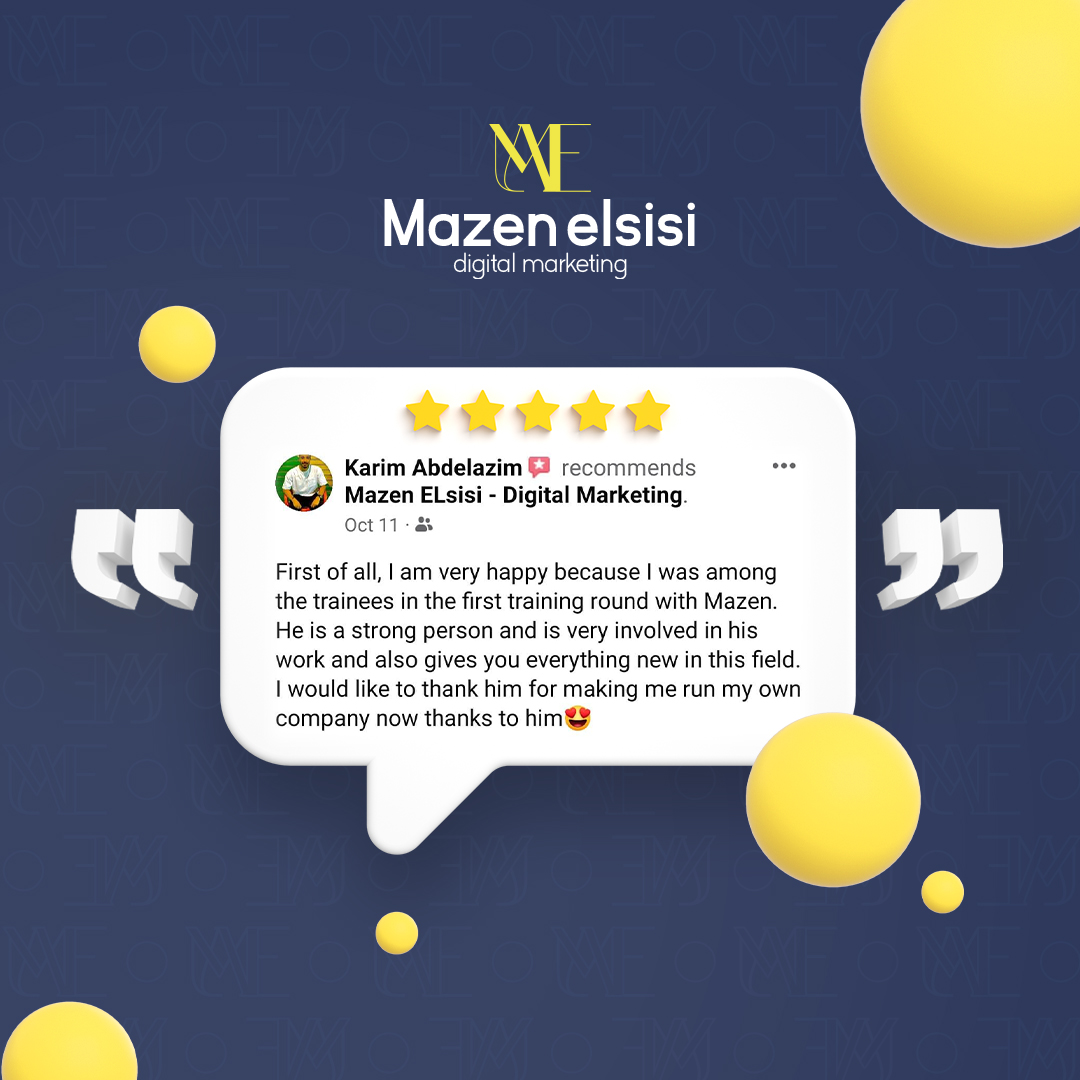 ME
Mazen elsisi
digital marketing
Karim Abdelazim recommends
Mazen ELsisi - Digital Marketing.
Oct 11 ·
First of all, I am very happy because I was among
the trainees in the first training round with Mazen.
He is a strong person and is very involved in his
work and also gives you everything new in this field.
I would like to thank him for making me run my own
company now thanks to him😍